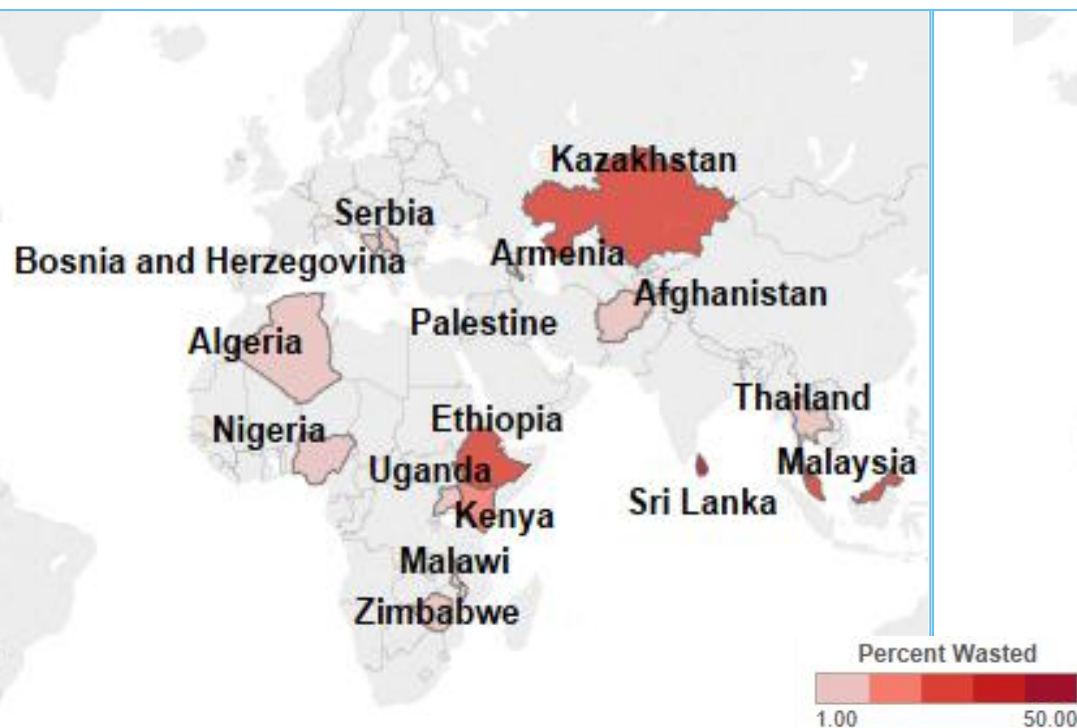 Kazakhstan
Serbia
Armenia
Bosnia and Herzegovina
Afghanistan
Palestine
Algeria
Thailand
Ethiopia
Nigeria
Uganda
Malaysia
Sri Lanka
Kenya
Malawi
Zimbabwe
Percent Wasted
1.00 50.00